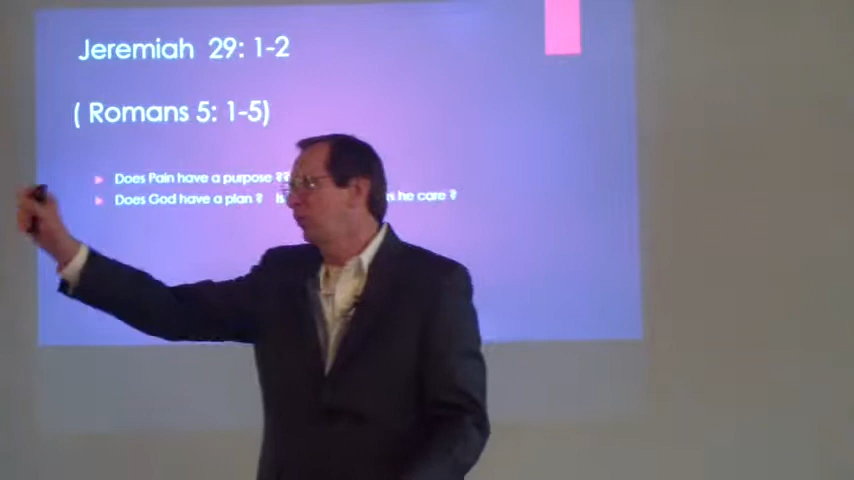 Jeremiah 29: 1-2
( Romans 5: 1-5)
Does Pain have a purpose ??
Does God have a plan ? he care ?